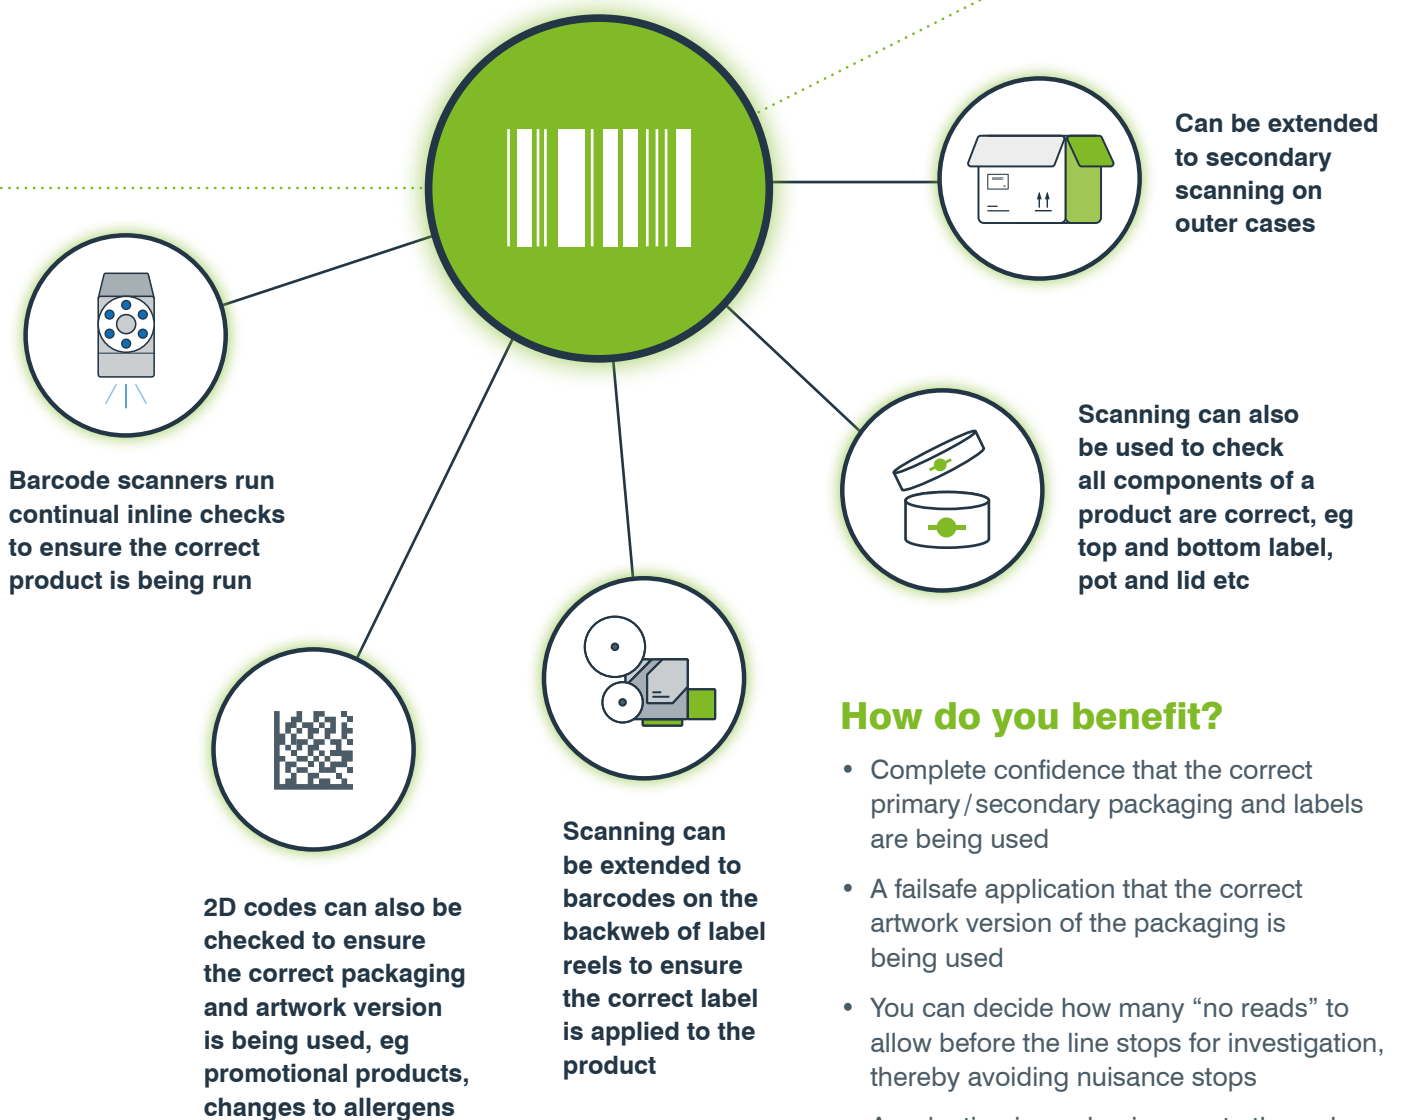 Can be extended
to secondary
scanning on
outer cases
Barcode scanners run
continual inline checks
to ensure the correct
product is being run
Scanning can also
be used to check
all components of a
product are correct, eg
top and bottom label,
pot and lid etc
2D codes can also be
checked to ensure
the correct packaging
and artwork version
is being used, eg
promotional products,
changes to allergens
Scanning can
be extended to
barcodes on the
backweb of label
reels to ensure
the correct label
is applied to the
product
How do you benefit?
• Complete confidence that the correct
primary/secondary packaging and labels
are being used
• A failsafe application that the correct
artwork version of the packaging is
being used
• You can decide how many “no reads” to
allow before the line stops for investigation,
thereby avoiding nuisance stops